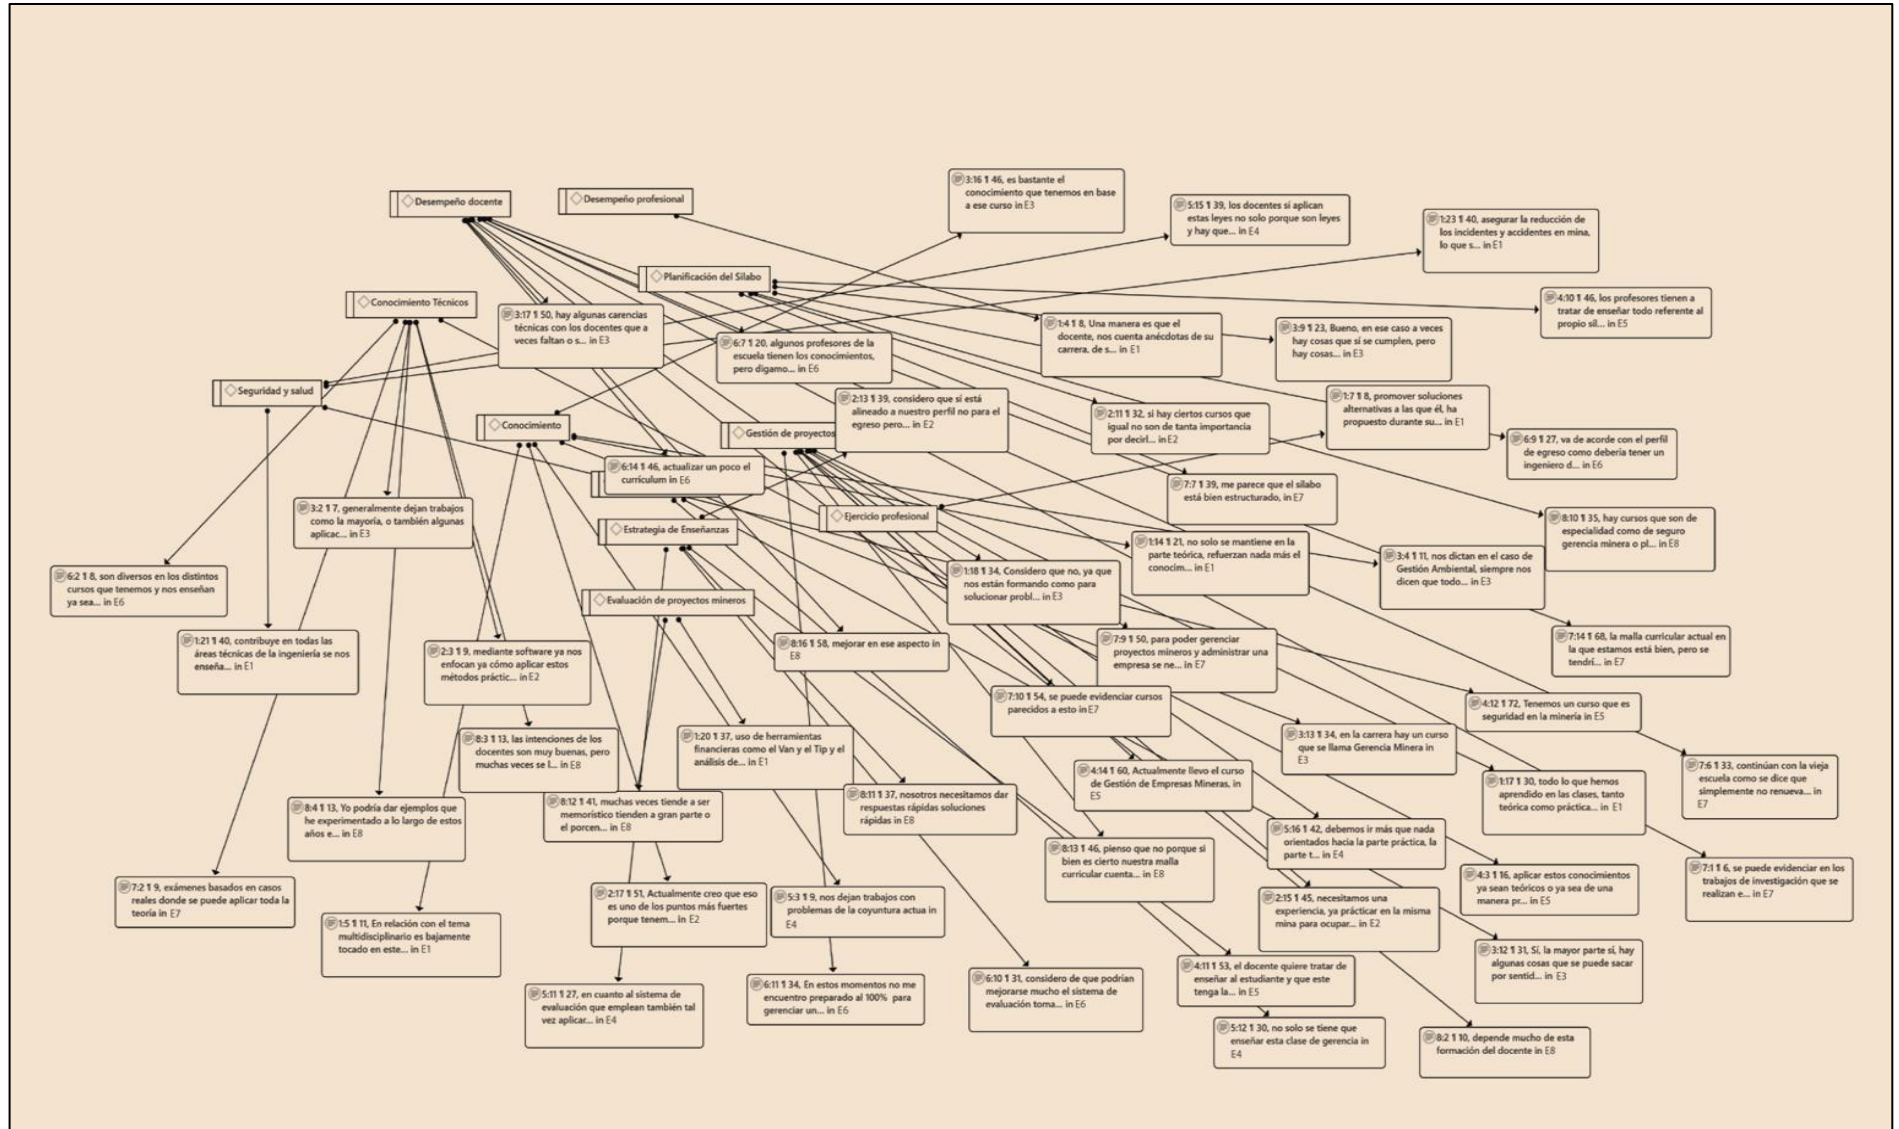 Desempeño docente
Desempeño profesional
3:16 ¶ 46, es bastante el
conocimiento que tenemos en base
a ese curso in E3
5:15 ¶ 39, los docentes sí aplican
estas leyes no solo porque son leyes
y hay que... in E4
1:23 ¶ 40, asegurar la reducción de
los incidentes y accidentes en mina,
lo que s... in E1
Planificación del Sílabo
Conocimiento Técnicos
3:17 ¶ 50, hay algunas carencias
técnicas con los docentes que a
veces faltan o s... in E3
6:7 ¶ 20, algunos profesores de la
escuela tienen los conocimientos,
pero digamo... in E6
1:4 ¶ 8, Una manera es que el
docente, nos cuenta anécdotas de su
carrera, de s... in E1
3:9 ¶ 23, Bueno, en ese caso a veces
hay cosas que sí se cumplen, pero
hay cosas... in E3
4:10 ¶ 46, los profesores tienen a
tratar de enseñar todo referente al
propio síl... in E5
Seguridad y salud
Conocimiento
Gestión de proyectos
2:13 ¶ 39, considero que sí está
alineado a nuestro perfil no para el
egreso pero... in E2
2:11 ¶ 32, si hay ciertos cursos que
igual no son de tanta importancia
por decirl... in E2
1:7 ¶ 8, promover soluciones
alternativas a las que él, ha
propuesto durante su... in E1
6:9 ¶ 27, va de acorde con el perfil
de egreso como debería tener un
ingeniero d... in E6
6:14 ¶ 46, actualizar un poco el
currículum in E6
7:7 ¶ 39, me parece que el sílabo
está bien estructurado, in E7
3:2 ¶ 7, generalmente dejan trabajos
como la mayoría, o también algunas
aplicac... in E3
Estrategia de Enseñanzas
Ejercicio profesional
8:10 ¶ 35, hay cursos que son de
especialidad como de seguro
gerencia minera o pl... in E8
1:14 ¶ 21, no solo se mantiene en la
parte teórica, refuerzan nada más el
conocim... in E1
3:4 ¶ 11, nos dictan en el caso de
Gestión Ambiental, siempre nos
dicen que todo... in E3
6:2 ¶ 8, son diversos en los distintos
cursos que tenemos y nos enseñan
ya sea... in E6
1:18 ¶ 34, Considero que no, ya que
nos están formando como para
solucionar probl... in E3
Evaluación de proyectos mineros
1:21 ¶ 40, contribuye en todas las
áreas técnicas de la ingeniería se nos
enseña... in E1
2:3 ¶ 9, mediante software ya nos
enfocan ya cómo aplicar estos
métodos práctic... in E2
8:16 ¶ 58, mejorar en ese aspecto in
E8
7:9 ¶ 50, para poder gerenciar
proyectos mineros y administrar una
empresa se ne... in E7
7:14 ¶ 68, la malla curricular actual en
la que estamos está bien, pero se
tendrí... in E7
7:10 ¶ 54, se puede evidenciar cursos
parecidos a esto in E7
4:12 ¶ 72, Tenemos un curso que es
seguridad en la minería in E5
8:3 ¶ 13, las intenciones de los
docentes son muy buenas, pero
muchas veces se l... in E8
1:20 ¶ 37, uso de herramientas
financieras como el Van y el Tip y el
análisis de... in E1
3:13 ¶ 34, en la carrera hay un curso
que se llama Gerencia Minera in
E3
7:6 ¶ 33, continúan con la vieja
escuela como se dice que
simplemente no renueva... in
E7
4:14 ¶ 60, Actualmente llevo el curso
de Gestión de Empresas Mineras, in
E5
1:17 ¶ 30, todo lo que hemos
aprendido en las clases, tanto
teórica como práctica... in E1
8:4 ¶ 13, Yo podría dar ejemplos que
he experimentado a lo largo de estos
años e... in E8
8:12 ¶ 41, muchas veces tiende a ser
memorístico tienden a gran parte o
el porcen... in E8
8:11 ¶ 37, nosotros necesitamos dar
respuestas rápidas soluciones
rápidas in E8
5:16 ¶ 42, debemos ir más que nada
orientados hacia la parte práctica, la
parte t... in E4
8:13 ¶ 46, pienso que no porque si
bien es cierto nuestra malla
curricular cuenta... in E8
4:3 ¶ 16, aplicar estos conocimientos
ya sean teóricos o ya sea de una
manera pr... in E5
7:1 ¶ 6, se puede evidenciar en los
trabajos de investigación que se
realizan e... in E7
7:2 ¶ 9, exámenes basados en casos
reales donde se puede aplicar toda la
teoría in E7
2:17 ¶ 51, Actualmente creo que eso
es uno de los puntos más fuertes
porque tenem... in E2
5:3 ¶ 9, nos dejan trabajos con
problemas de la coyuntura actua in
E4
2:15 ¶ 45, necesitamos una
experiencia, ya prácticar en la misma
mina para ocupar... in E2
1:5 ¶ 11, En relación con el tema
multidisciplinario es bajamente
tocado en este... in E1
3:12 ¶ 31, Sí, la mayor parte sí, hay
algunas cosas que se puede sacar
por sentid... in E3
4:11 ¶ 53, el docente quiere tratar de
enseñar al estudiante y que este
tenga la... in E5
6:11 ¶ 34, En estos momentos no me
encuentro preparado al 100% para
gerenciar un... in E6
6:10 ¶ 31, considero de que podrían
mejorarse mucho el sistema de
evaluación toma... in E6
5:11 ¶ 27, en cuanto al sistema de
evaluación que emplean también tal
vez aplicar... in E4
5:12 ¶ 30, no solo se tiene que
enseñar esta clase de gerencia in
E4
8:2 ¶ 10, depende mucho de esta
formación del docente in E8